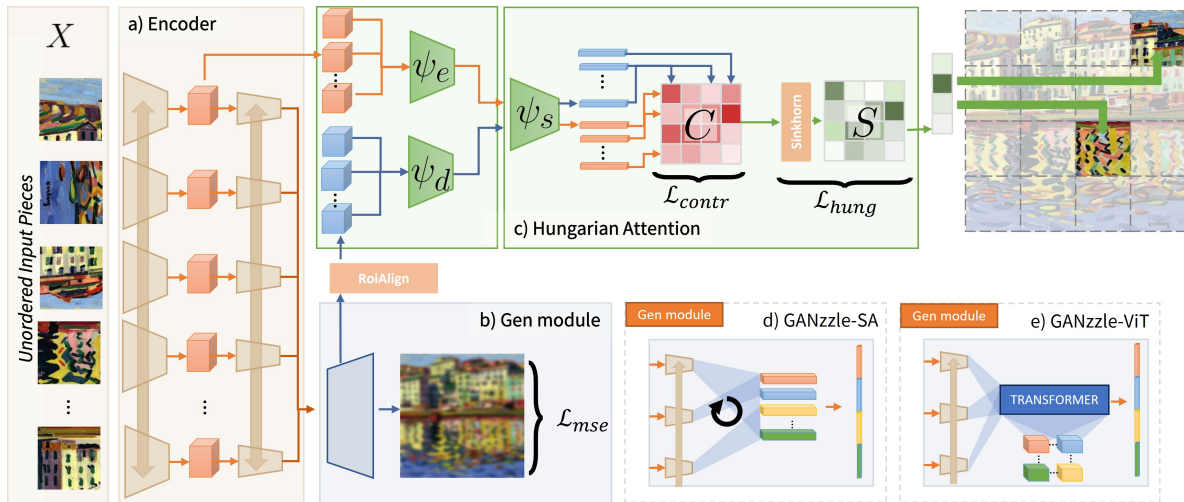 X
Unordered Input Pieces
a) Encoder
ψe
ψd
ψs
C
Sinkhorn
S
ℒcontr
ℒhung
c) Hungarian Attention
RoiAlign
b) Gen module
ℒmse
Gen module
d) GANzzle-SA
Gen module
e) GANzzle-ViT
TRANSFORMER